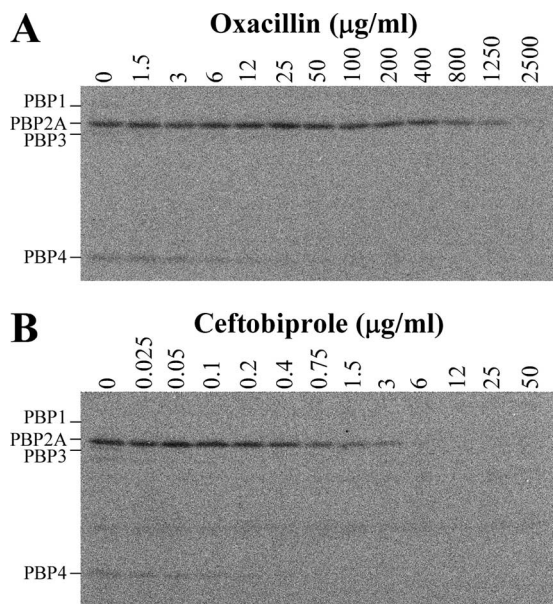 A
Oxacillin (µg/ml)
0 1.5 3 6 12 25 50 100 200 400 800 1250 2500
PBP1
PBP2A
PBP3
PBP4
B
Ceftobiprole (µg/ml)
0 0.025 0.05 0.1 0.2 0.4 0.75 1.5 3 6 12 25 50
PBP1
PBP2A
PBP3
PBP4